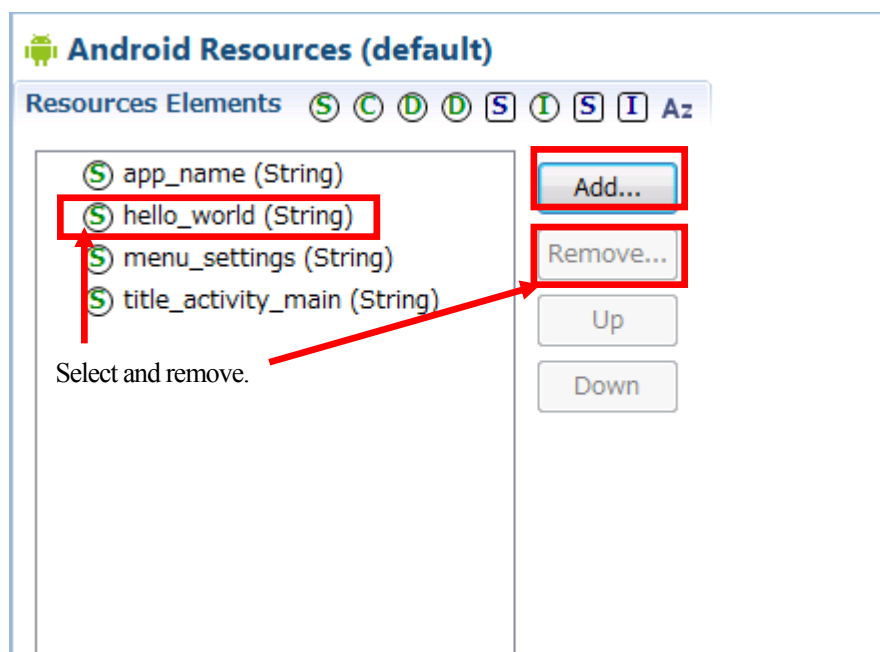 Android Resources (default)
Resources Elements S C D D S I S I Az
S app_name (String)
S hello_world (String)
S menu_settings (String)
S title_activity_main (String)
Add...
Remove...
Up
Down
Select and remove.